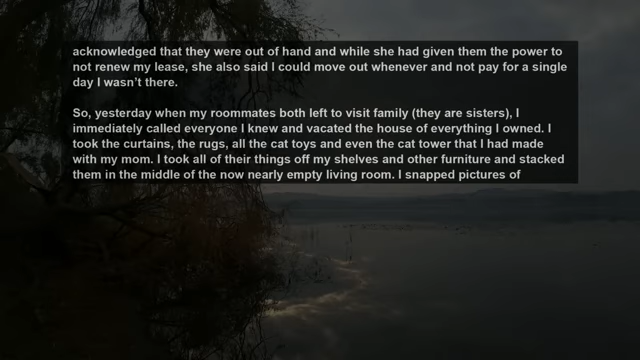 acknowledged that they were out of hand and while she had given them the power to
not renew my lease, she also said I could move out whenever and not pay for a single
day I wasn’t there.
So, yesterday when my roommates both left to visit family (they are sisters), I
immediately called everyone I knew and vacated the house of everything I owned. I
took the curtains, the rugs, all the cat toys and even the cat tower that I had made
with my mom. I took all of their things off my shelves and other furniture and stacked
them in the middle of the now nearly empty living room. I snapped pictures of